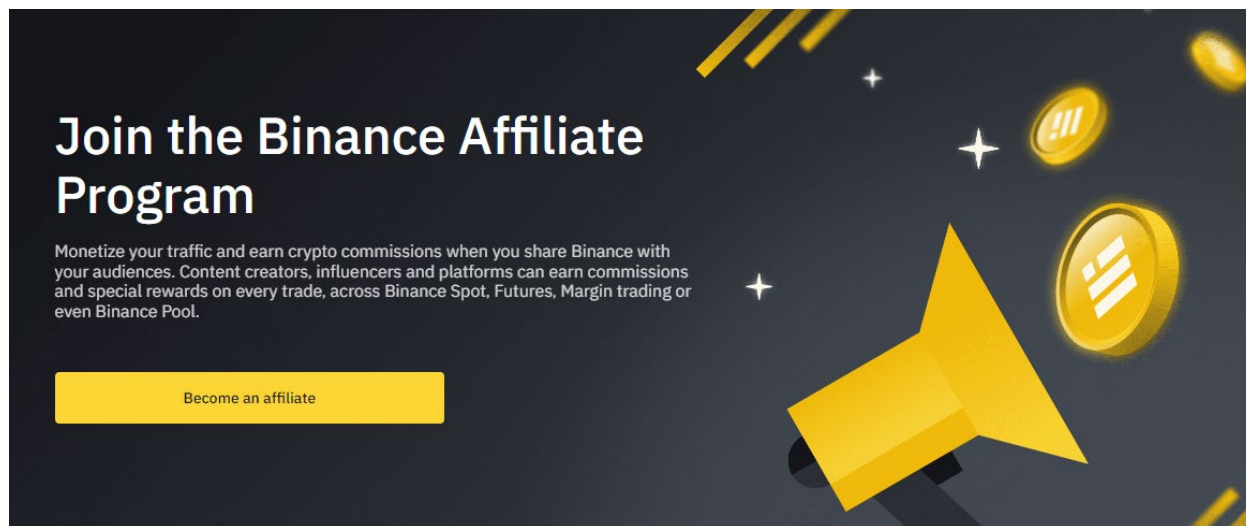 Join the Binance Affiliate
Program
Monetize your traffic and earn crypto commissions when you share Binance with
your audiences. Content creators, influencers and platforms can earn commissions
and special rewards on every trade, across Binance Spot, Futures, Margin trading or
even Binance Pool.
Become an affiliate